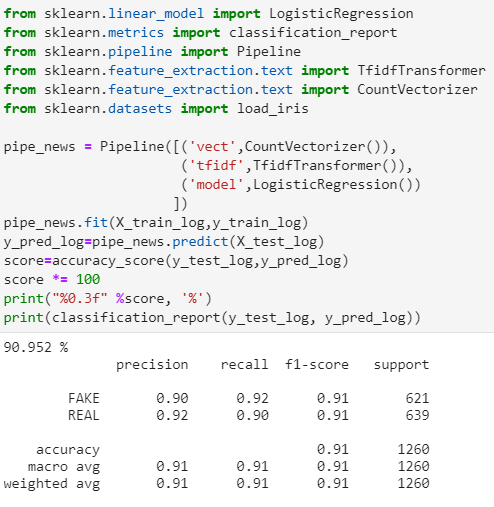 from sklearn.linear_model import LogisticRegression
from sklearn.metrics import classification_report
from sklearn.pipeline import Pipeline
from sklearn.feature_extraction.text import TfidfTransformer
from sklearn.feature_extraction.text import CountVectorizer
from sklearn.datasets import load_iris

pipe_news = Pipeline([('vect',CountVectorizer()),
                      ('tfidf',TfidfTransformer()),
                      ('model',LogisticRegression())
                     ])
pipe_news.fit(X_train_log,y_train_log)
y_pred_log=pipe_news.predict(X_test_log)
score=accuracy_score(y_test_log,y_pred_log)
score *= 100
print("%0.3f" %score, '%')
print(classification_report(y_test_log, y_pred_log))
90.952 %
              precision    recall  f1-score   support

        FAKE       0.90      0.92      0.91       621
        REAL       0.92      0.90      0.91       639

    accuracy                           0.91      1260
   macro avg       0.91      0.91      0.91      1260
weighted avg       0.91      0.91      0.91      1260